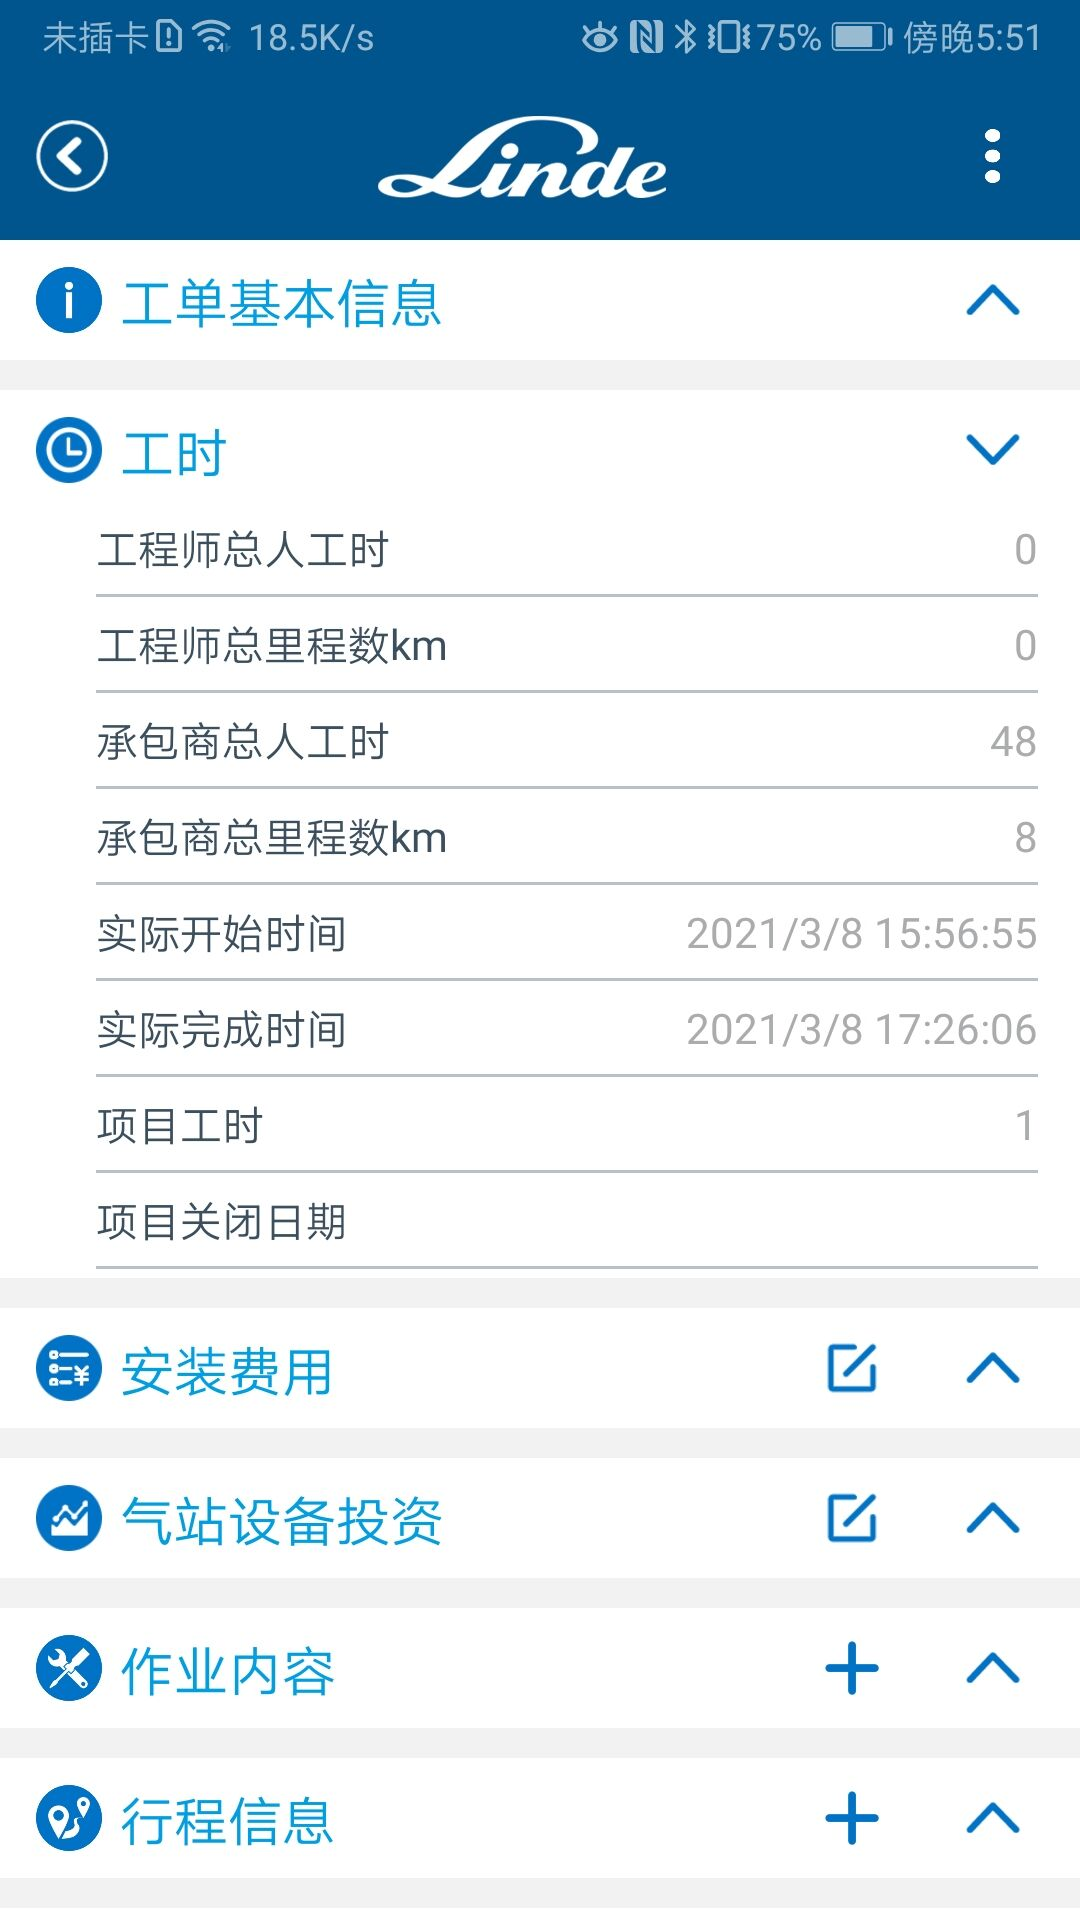 未插卡 18.5K/s 75% 傍晚5:51
Linde
工单基本信息
工时
工程师总人工时 0
工程师总里程数km 0
承包商总人工时 48
承包商总里程数km 8
实际开始时间 2021/3/8 15:56:55
实际完成时间 2021/3/8 17:26:06
项目工时 1
项目关闭日期
安装费用
气站设备投资
作业内容
行程信息